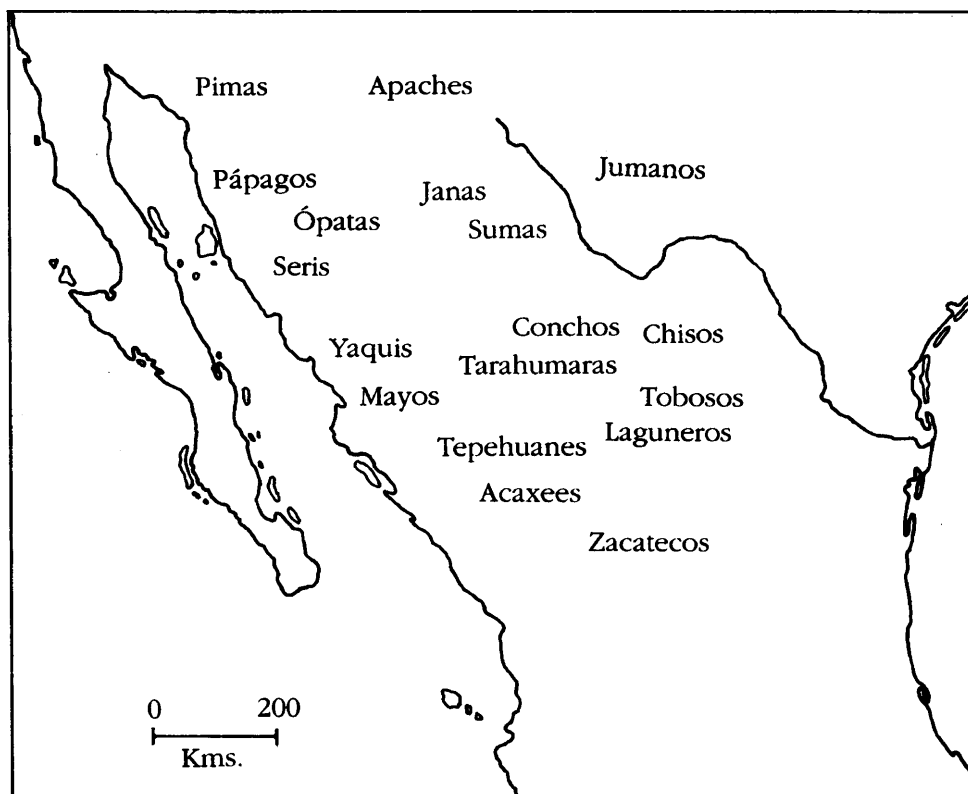 Pimas
Apaches
Pápagos
Janas
Jumanos
Ópatas
Sumas
Seris
Conchos
Chisos
Yaquis
Tarahumaras
Mayos
Tobosos
Tepehuanes
Laguneros
Acaxees
Zacatecos
0 200
Kms.